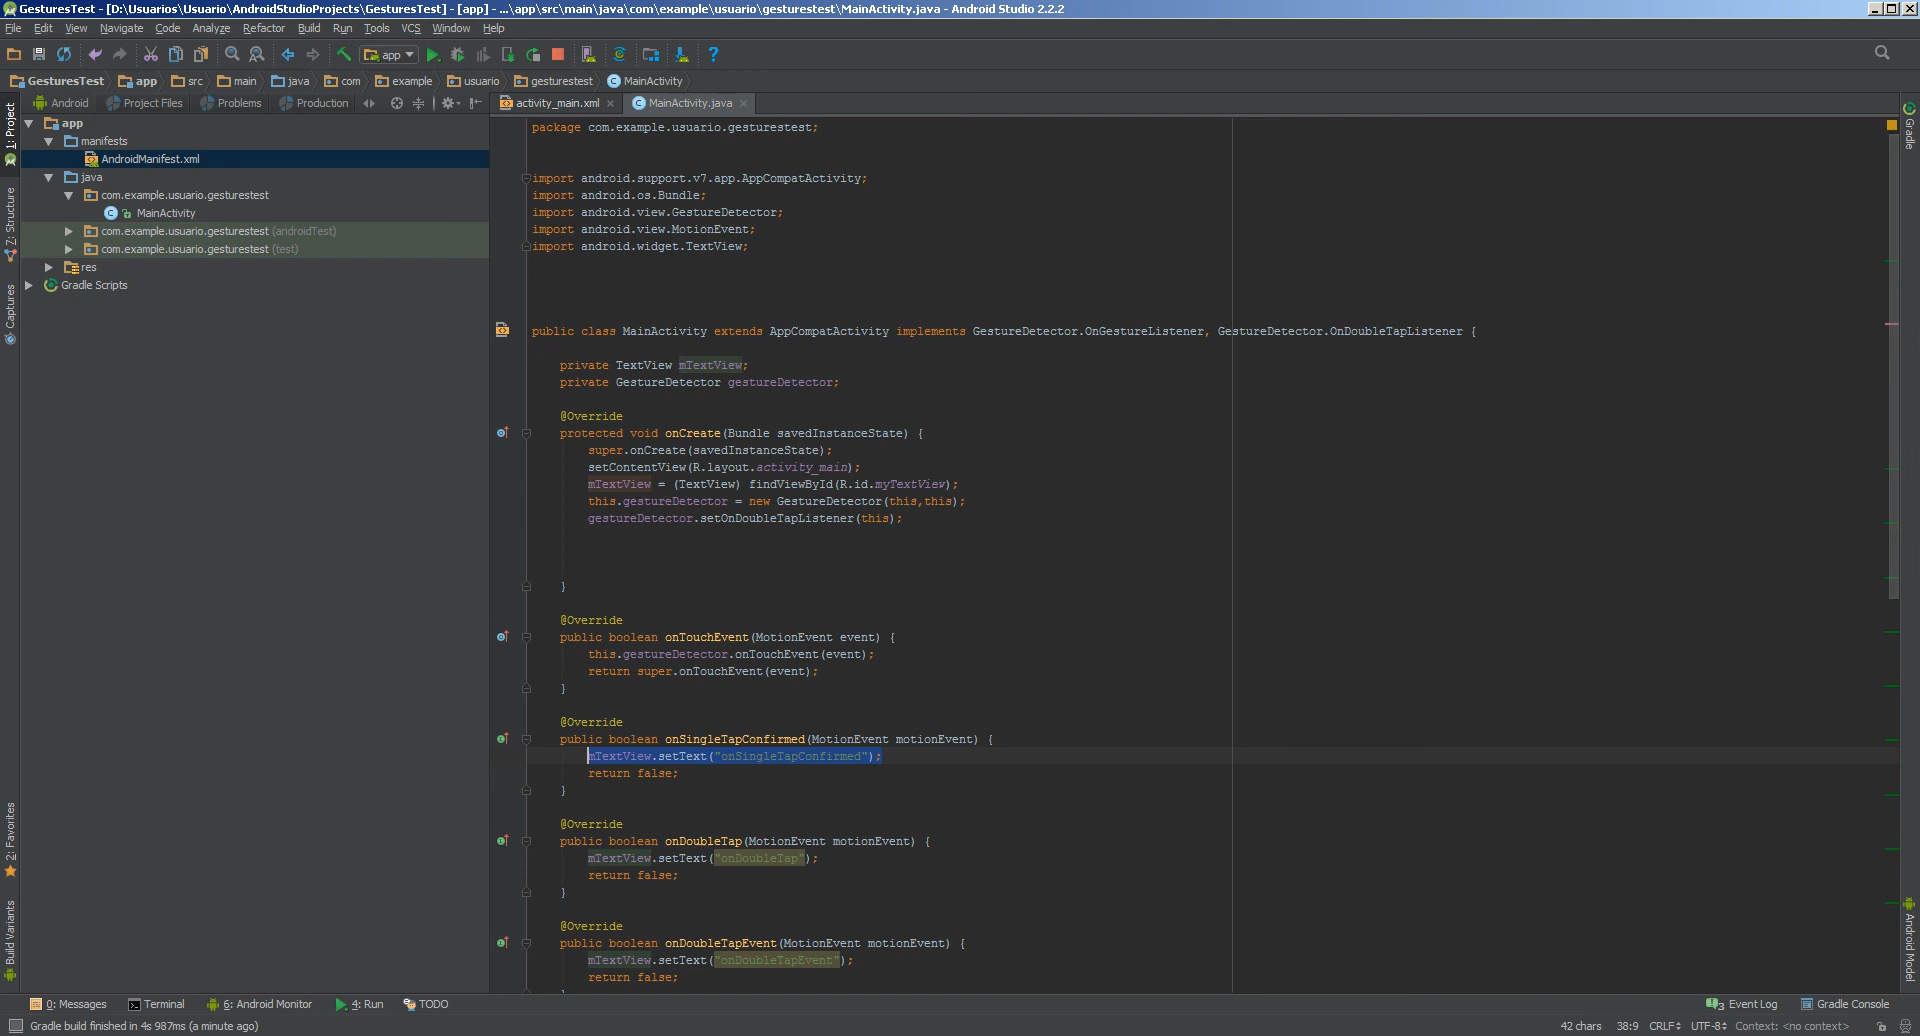 GesturesTest - [D:\Usuarios\Usuario\AndroidStudioProjects\GesturesTest] - [app] - ...\app\src\main\java\com\example\usuario\gesturestest\MainActivity.java - Android Studio 2.2.2
File Edit View Navigate Code Analyze Refactor Build Run Tools VCS Window Help
app
GesturesTest app src main java com example usuario gesturestest MainActivity
Android Project Files Problems Production
activity_main.xml MainActivity.java
1: Project
Z: Structure
Captures
2: Favorites
Build Variants
app
manifests
AndroidManifest.xml
java
com.example.usuario.gesturestest
MainActivity
com.example.usuario.gesturestest (androidTest)
com.example.usuario.gesturestest (test)
res
Gradle Scripts
package com.example.usuario.gesturestest;
import android.support.v7.app.AppCompatActivity;
import android.os.Bundle;
import android.view.GestureDetector;
import android.view.MotionEvent;
import android.widget.TextView;
public class MainActivity extends AppCompatActivity implements GestureDetector.OnGestureListener, GestureDetector.OnDoubleTapListener {
private TextView mTextView;
private GestureDetector gestureDetector;
@Override
protected void onCreate(Bundle savedInstanceState) {
super.onCreate(savedInstanceState);
setContentView(R.layout.activity_main);
mTextView = (TextView) findViewById(R.id.myTextView);
this.gestureDetector = new GestureDetector(this,this);
gestureDetector.setOnDoubleTapListener(this);
}
@Override
public boolean onTouchEvent(MotionEvent event) {
this.gestureDetector.onTouchEvent(event);
return super.onTouchEvent(event);
}
@Override
public boolean onSingleTapConfirmed(MotionEvent motionEvent) {
mTextView.setText("onSingleTapConfirmed");
return false;
}
@Override
public boolean onDoubleTap(MotionEvent motionEvent) {
mTextView.setText("onDoubleTap");
return false;
}
@Override
public boolean onDoubleTapEvent(MotionEvent motionEvent) {
mTextView.setText("onDoubleTapEvent");
return false;
Gradle
Android Model
0: Messages Terminal 6: Android Monitor 4: Run TODO
3 Event Log Gradle Console
Gradle build finished in 4s 987ms (a minute ago)
42 chars 38:9 CRLF UTF-8 Context: <no context>